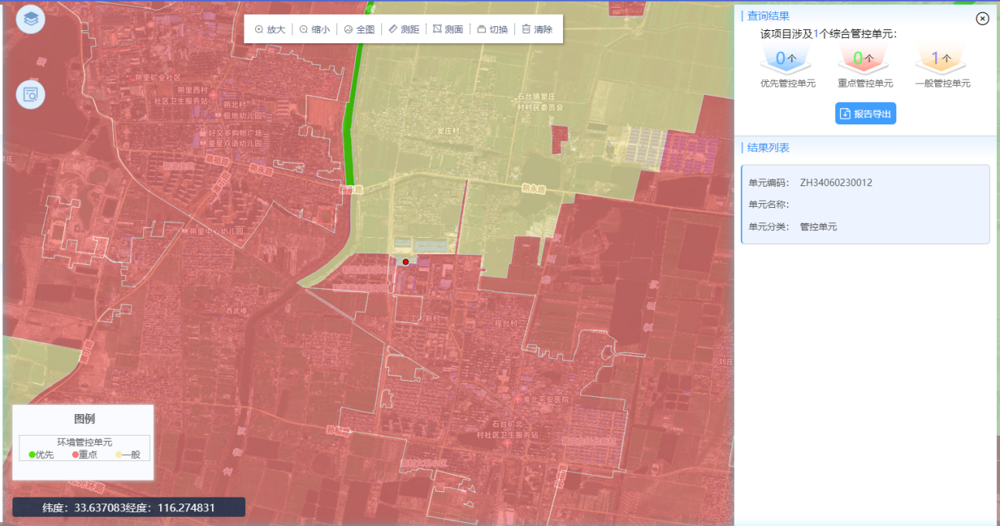 放大
缩小
全图
测距
测面
切换
清除
查询结果
该项目涉及1个综合管控单元:
0个
0个
1个
优先管控单元
重点管控单元
一般管控单元
报告导出
结果列表
单元编码: ZH34060230012
单元名称:
单元分类: 管控单元
朔里矿业社区
朔里西村
社区卫生服务站
朔北村
极地幼儿园
好又多购物广场
童星双语幼儿园
朔永路
石台镇窦庄
村村民委员会
窦庄村
朔永路
朔里中心幼儿园
西武楼
工人新村
程台村
刘庄
淮北平安医院
石台矿北
村社区卫生服务站
图例
环境管控单元
优先
重点
一般
纬度: 33.637083经度: 116.274831